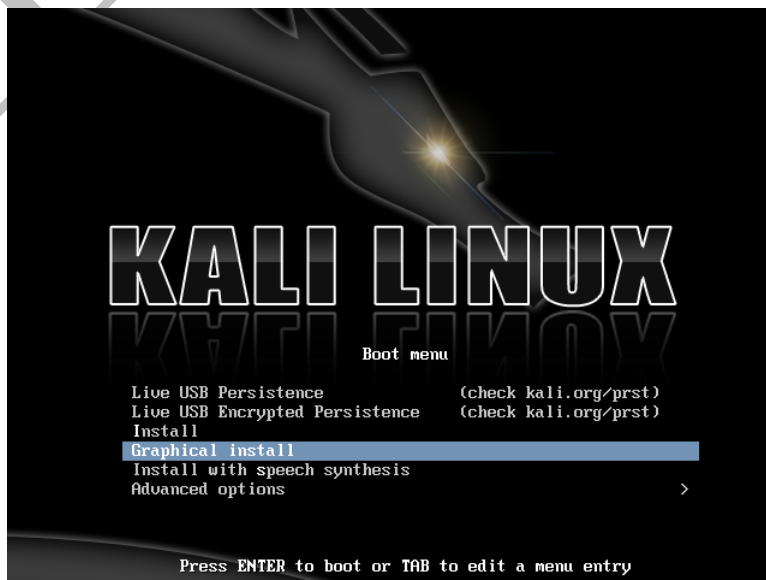 KALI LINUX
Boot menu
Live USB Persistence (check kali.org/prst)
Live USB Encrypted Persistence (check kali.org/prst)
Install
Graphical install
Install with speech synthesis
Advanced options >
Press ENTER to boot or TAB to edit a menu entry